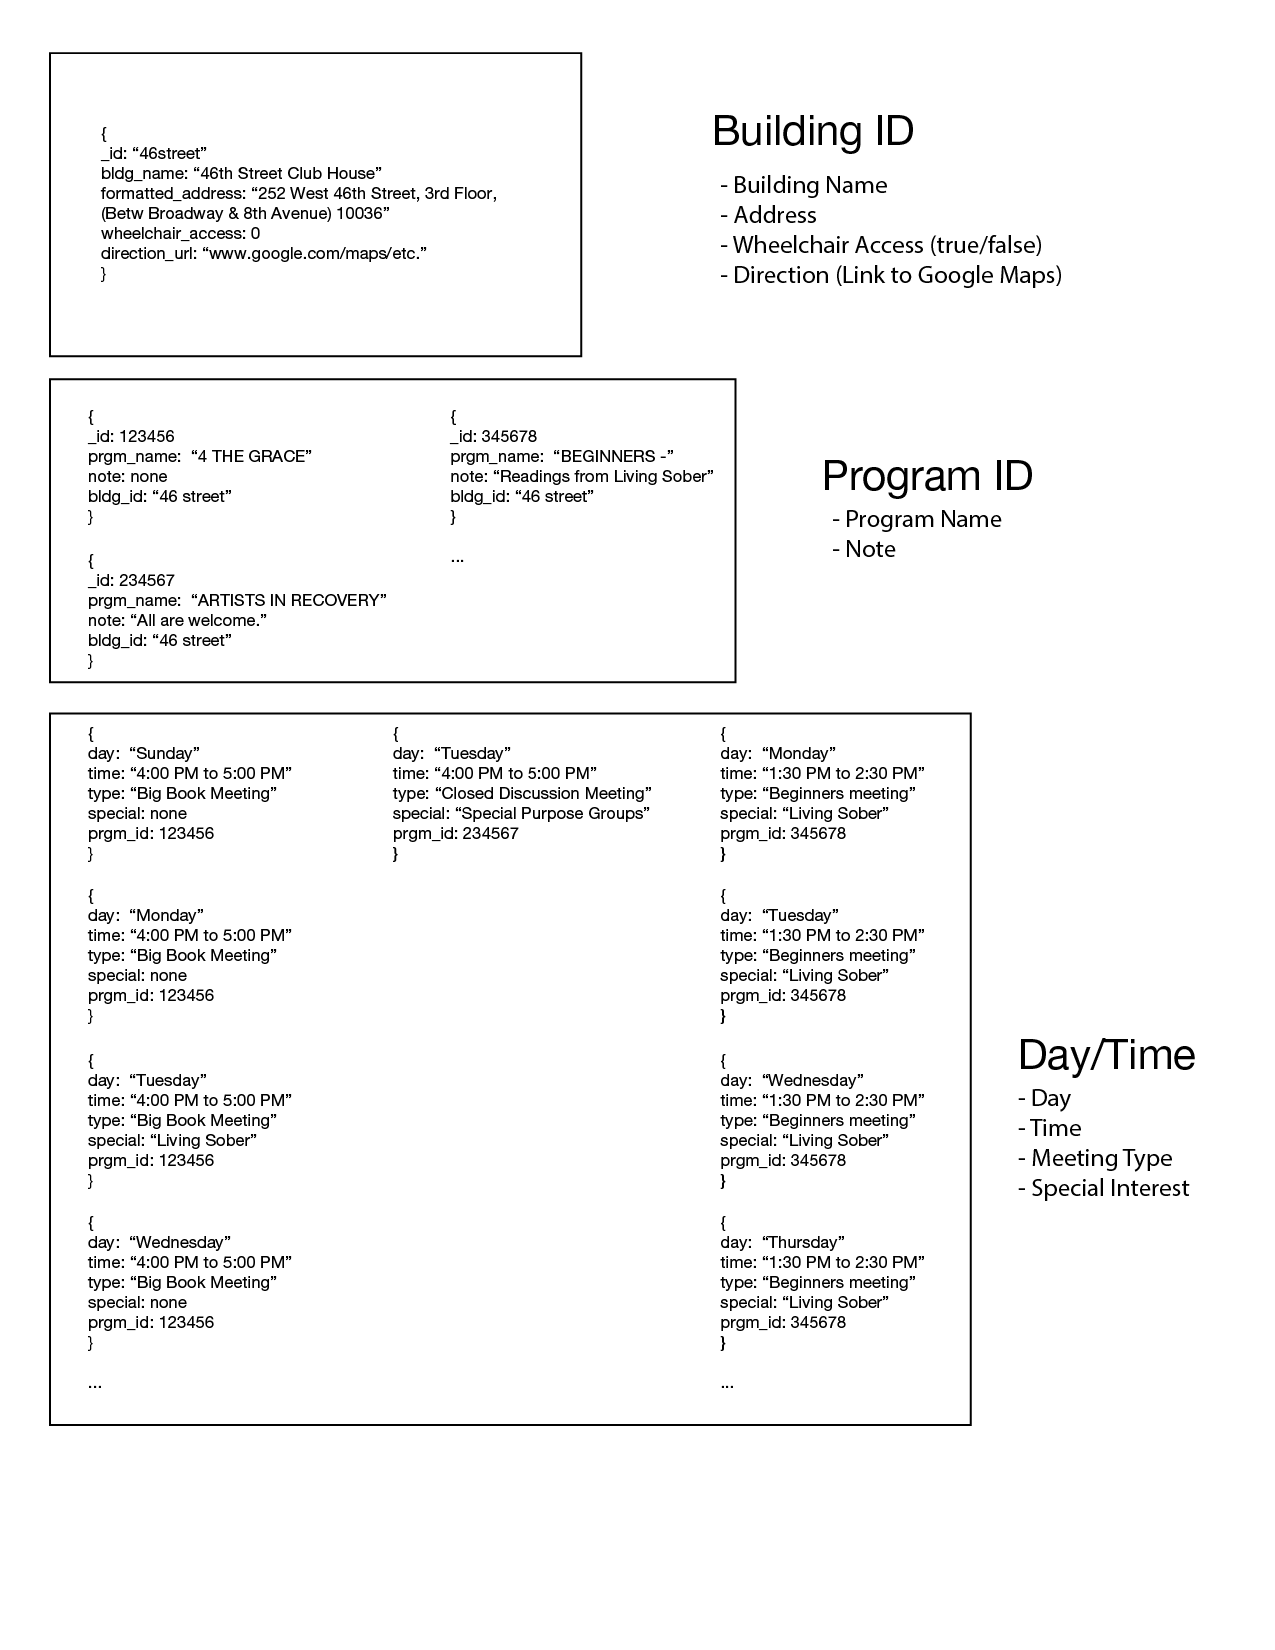 {
_id: “46street”
bldg_name: “46th Street Club House”
formatted_address: “252 West 46th Street, 3rd Floor,
(Betw Broadway & 8th Avenue) 10036”
wheelchair_access: 0
direction_url: “www.google.com/maps/etc.”
}
Building ID
- Building Name
- Address
- Wheelchair Access (true/false)
- Direction (Link to Google Maps)
{
_id: 123456
prgm_name:  “4 THE GRACE”
note: none
bldg_id: “46 street”
}
{
_id: 234567
prgm_name:  “ARTISTS IN RECOVERY”
note: “All are welcome.”
bldg_id: “46 street”
}
{
_id: 345678
prgm_name:  “BEGINNERS -”
note: “Readings from Living Sober”
bldg_id: “46 street”
}
...
Program ID
- Program Name
- Note
{
day:  “Sunday”
time: “4:00 PM to 5:00 PM”
type: “Big Book Meeting”
special: none
prgm_id: 123456
}
{
day:  “Monday”
time: “4:00 PM to 5:00 PM”
type: “Big Book Meeting”
special: none
prgm_id: 123456
}
{
day:  “Tuesday”
time: “4:00 PM to 5:00 PM”
type: “Big Book Meeting”
special: “Living Sober”
prgm_id: 123456
}
{
day:  “Wednesday”
time: “4:00 PM to 5:00 PM”
type: “Big Book Meeting”
special: none
prgm_id: 123456
}
...
{
day:  “Tuesday”
time: “4:00 PM to 5:00 PM”
type: “Closed Discussion Meeting”
special: “Special Purpose Groups”
prgm_id: 234567
}
{
day:  “Monday”
time: “1:30 PM to 2:30 PM”
type: “Beginners meeting”
special: “Living Sober”
prgm_id: 345678
}
{
day:  “Tuesday”
time: “1:30 PM to 2:30 PM”
type: “Beginners meeting”
special: “Living Sober”
prgm_id: 345678
}
{
day:  “Wednesday”
time: “1:30 PM to 2:30 PM”
type: “Beginners meeting”
special: “Living Sober”
prgm_id: 345678
}
{
day:  “Thursday”
time: “1:30 PM to 2:30 PM”
type: “Beginners meeting”
special: “Living Sober”
prgm_id: 345678
}
...
Day/Time
- Day
- Time
- Meeting Type
- Special Interest